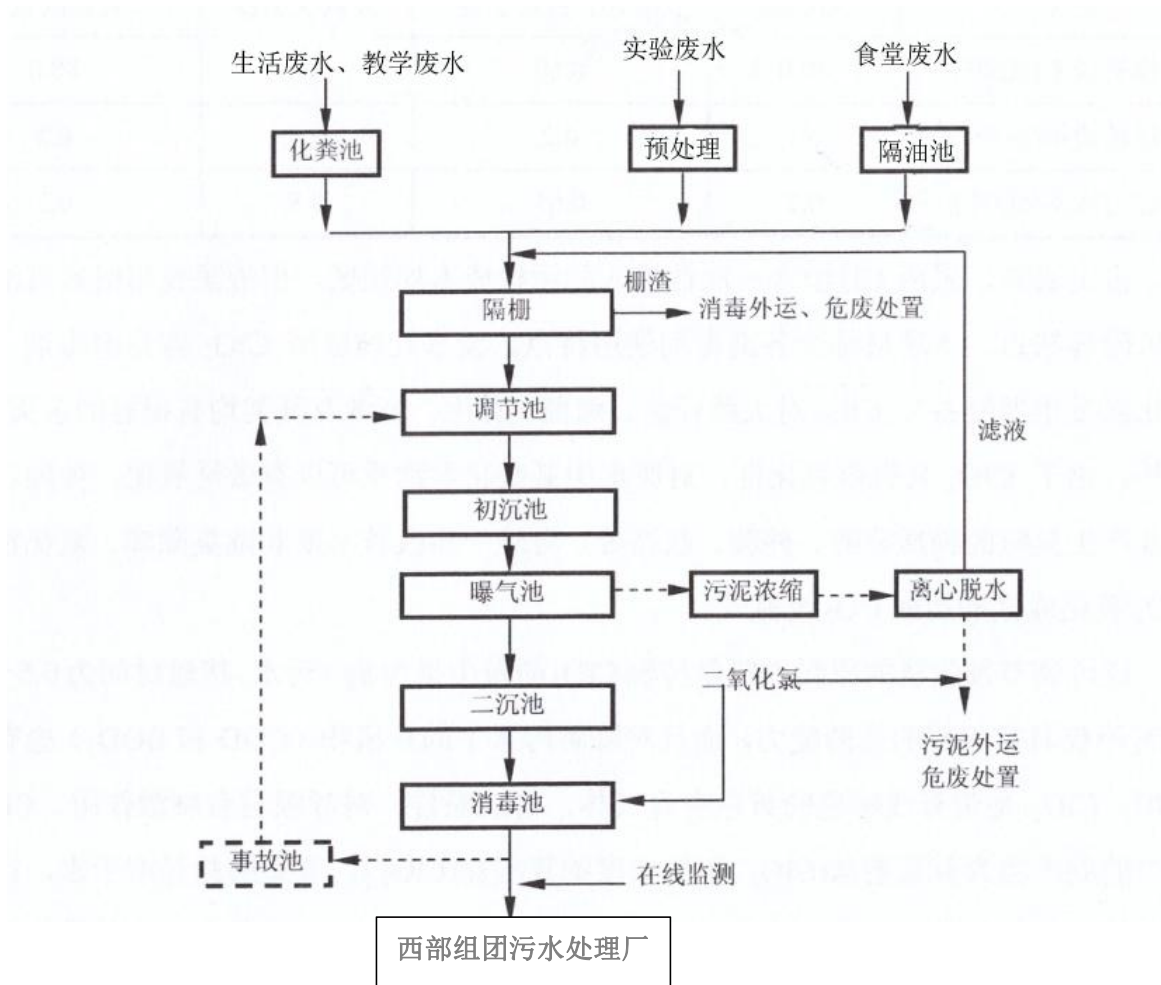 生活废水、教学废水
实验废水
食堂废水
化粪池
预处理
隔油池
栅渣
隔栅
消毒外运、危废处置
调节池
滤液
初沉池
曝气池
污泥浓缩
离心脱水
二氧化氯
二沉池
污泥外运
危废处置
消毒池
事故池
在线监测
西部组团污水处理厂